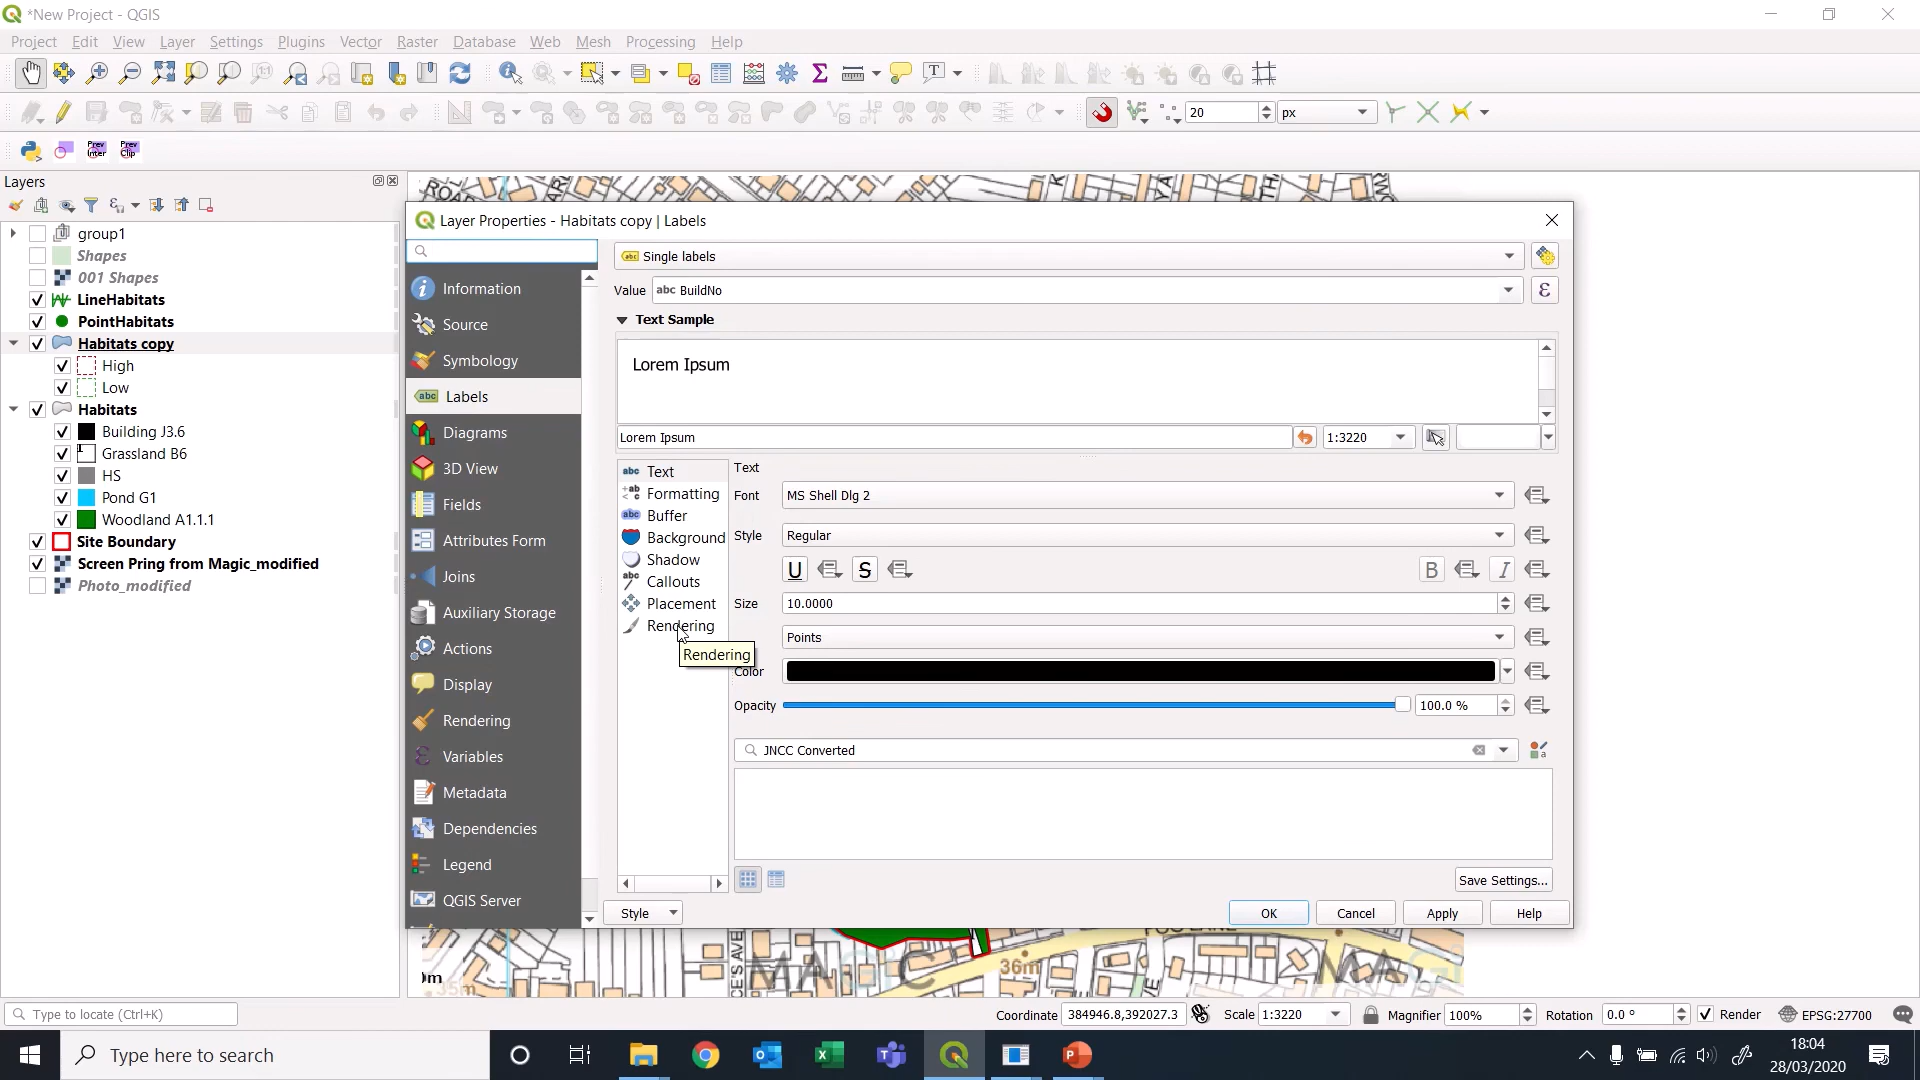 *New Project - QGIS
Project Edit View Layer Settings Plugins Vector Raster Database Web Mesh Processing Help
20 px
Prev Inter Prev Clip
Layers
group1
Shapes
001 Shapes
LineHabitats
PointHabitats
Habitats copy
High
Low
Habitats
Building J3.6
Grassland B6
HS
Pond G1
Woodland A1.1.1
Site Boundary
Screen Pring from Magic_modified
Photo_modified
Layer Properties - Habitats copy | Labels
Information
Source
Symbology
Labels
Diagrams
3D View
Fields
Attributes Form
Joins
Auxiliary Storage
Actions
Display
Rendering
Variables
Metadata
Dependencies
Legend
QGIS Server
Single labels
Value abc BuildNo
Text Sample
Lorem Ipsum
Lorem Ipsum 1:3220
Text
Formatting
Buffer
Background
Shadow
Callouts
Placement
Rendering
Rendering
Text
Font MS Shell Dlg 2
Style Regular
U S B I
Size 10.0000
Points
Color
Opacity 100.0 %
JNCC Converted
Save Settings...
Style OK Cancel Apply Help
36m
MAGiC
Type to locate (Ctrl+K) Coordinate 384946.8,392027.3 Scale 1:3220 Magnifier 100% Rotation 0.0 ° Render EPSG:27700
Type here to search
18:04
28/03/2020